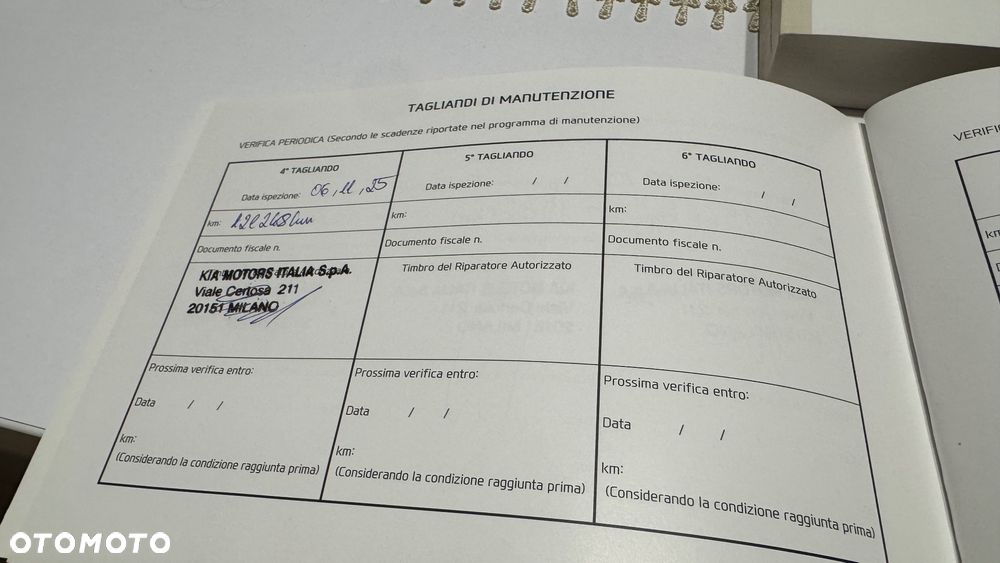 TAGLIANDI DI MANUTENZIONE
VERIFICA PERIODICA (Secondo le scadenze riportate nel programma di manutenzione)
4° TAGLIANDO
Data ispezione: 06, 11, 25
km:
Documento fiscale n.
KIA MOTORS ITALIA S.p.A
Viale Certosa 211
20151 MILANO
Prossima verifica entro:
Data / /
km:
(Considerando la condizione raggiunta prima)
5° TAGLIANDO
Data ispezione: / /
km:
Documento fiscale n.
Timbro del Riparatore Autorizzato
Prossima verifica entro:
Data / /
km:
(Considerando la condizione raggiunta prima)
6° TAGLIANDO
Data ispezione: / /
km:
Documento fiscale n.
Timbro del Riparatore Autorizzato
Prossima verifica entro:
Data / /
km:
(Considerando la condizione raggiunta prima)
OTOMOTO